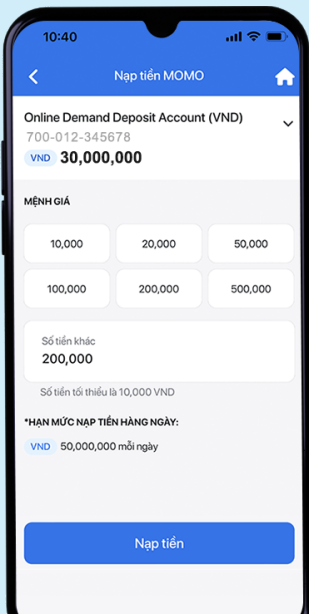 10:40
Nạp tiền MOMO
Online Demand Deposit Account (VND)
700-012-345678
VND 30,000,000
MỆNH GIÁ
10,000 20,000 50,000
100,000 200,000 500,000
Số tiền khác
200,000
Số tiền tối thiểu là 10,000 VND
*HẠN MỨC NẠP TIỀN HÀNG NGÀY:
VND 50,000,000 mỗi ngày
Nạp tiền